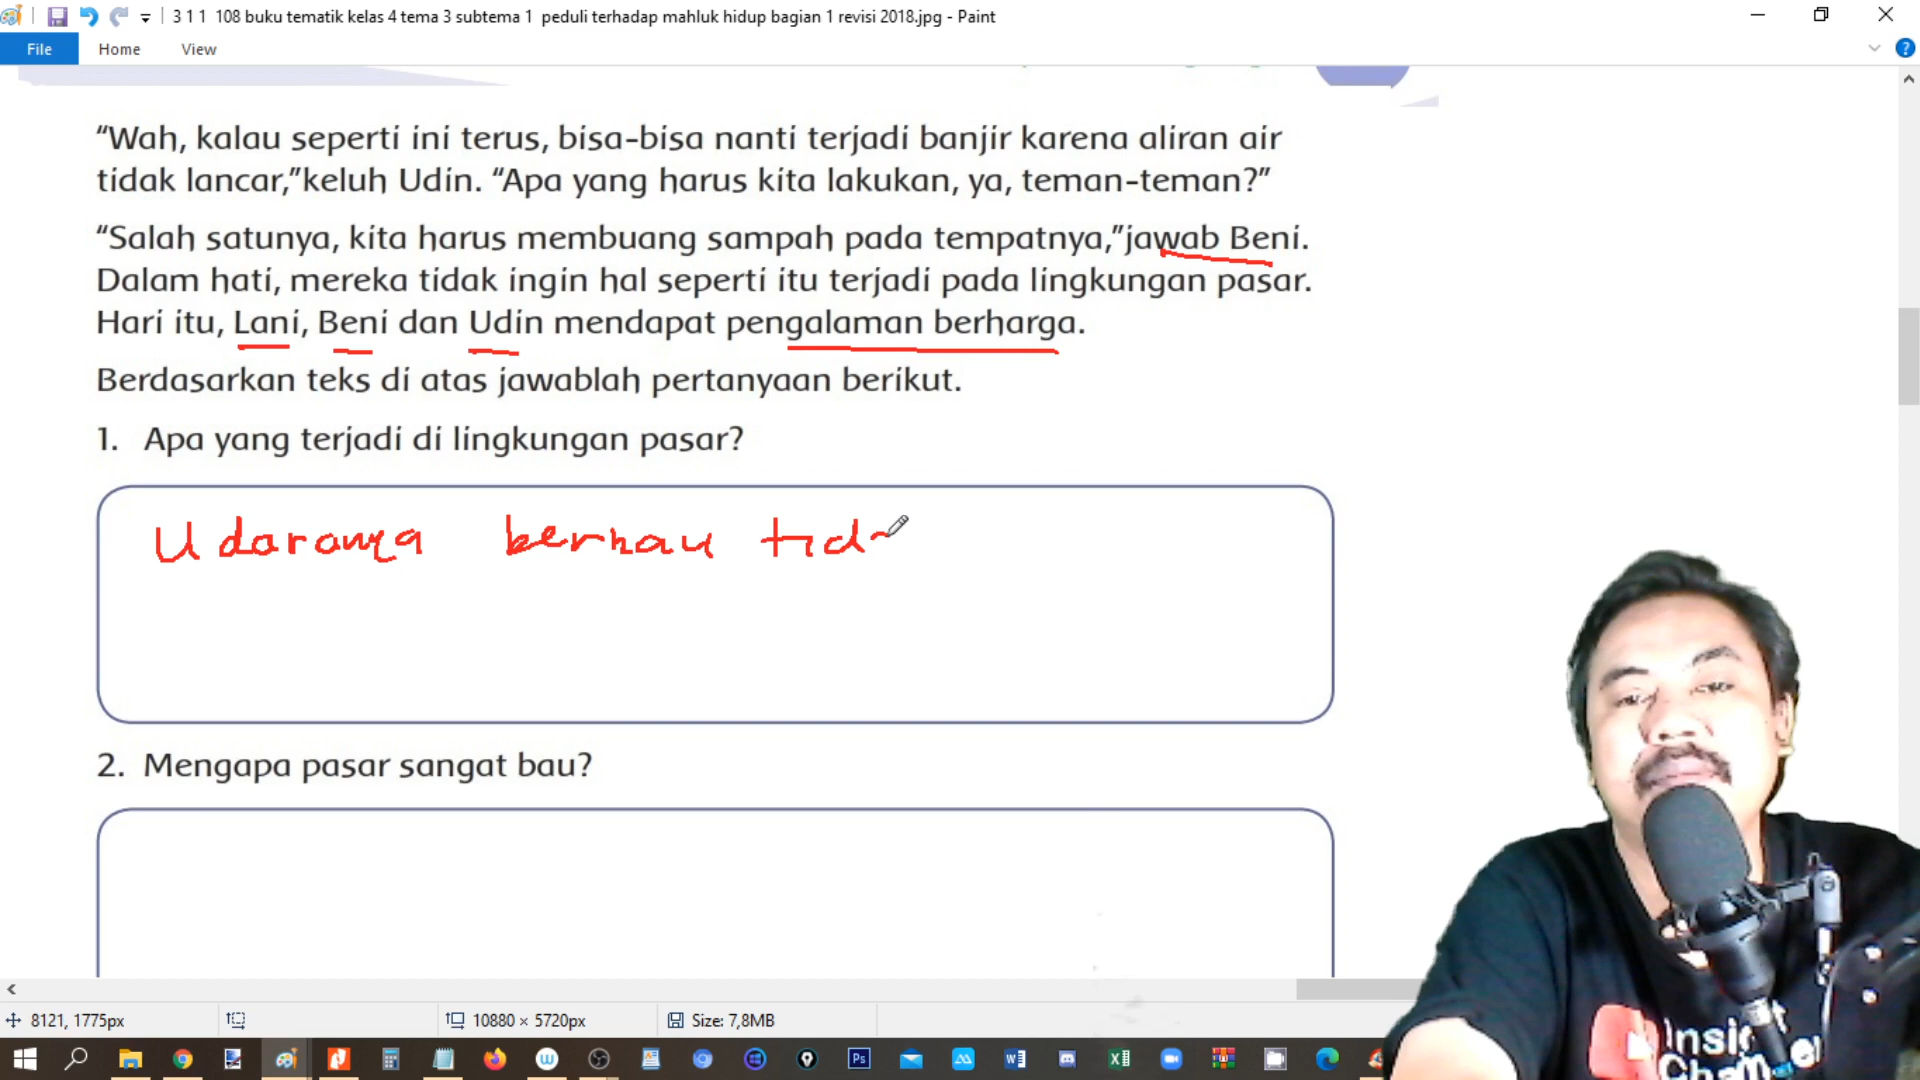 3 1 1 108 buku tematik kelas 4 tema 3 subtema 1 peduli terhadap mahluk hidup bagian 1 revisi 2018.jpg - Paint
File Home View
“Wah, kalau seperti ini terus, bisa-bisa nanti terjadi banjir karena aliran air
tidak lancar,”keluh Udin. “Apa yang harus kita lakukan, ya, teman-teman?”
“Salah satunya, kita harus membuang sampah pada tempatnya,”jawab Beni.
Dalam hati, mereka tidak ingin hal seperti itu terjadi pada lingkungan pasar.
Hari itu, Lani, Beni dan Udin mendapat pengalaman berharga.
Berdasarkan teks di atas jawablah pertanyaan berikut.
1. Apa yang terjadi di lingkungan pasar?
Udaranya berbau tid
2. Mengapa pasar sangat bau?
8121, 1775px 10880 × 5720px Size: 7,8MB
Insight
Channel